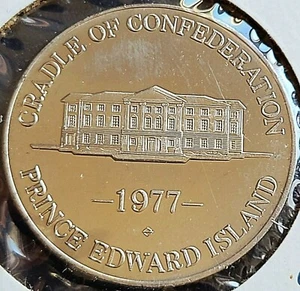 CRADLE OF CONFEDERATION
—1977—
PRINCE EDWARD ISLAND